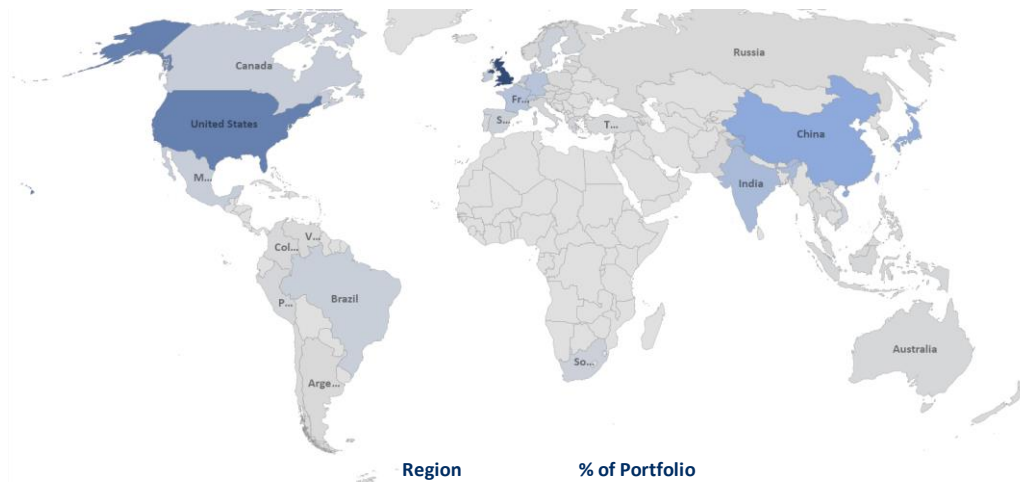 Russia
Canada
Fr...
United States
S...
T...
China
M...
India
V...
Col...
P...
Brazil
So...
Australia
Arge...
Region % of Portfolio